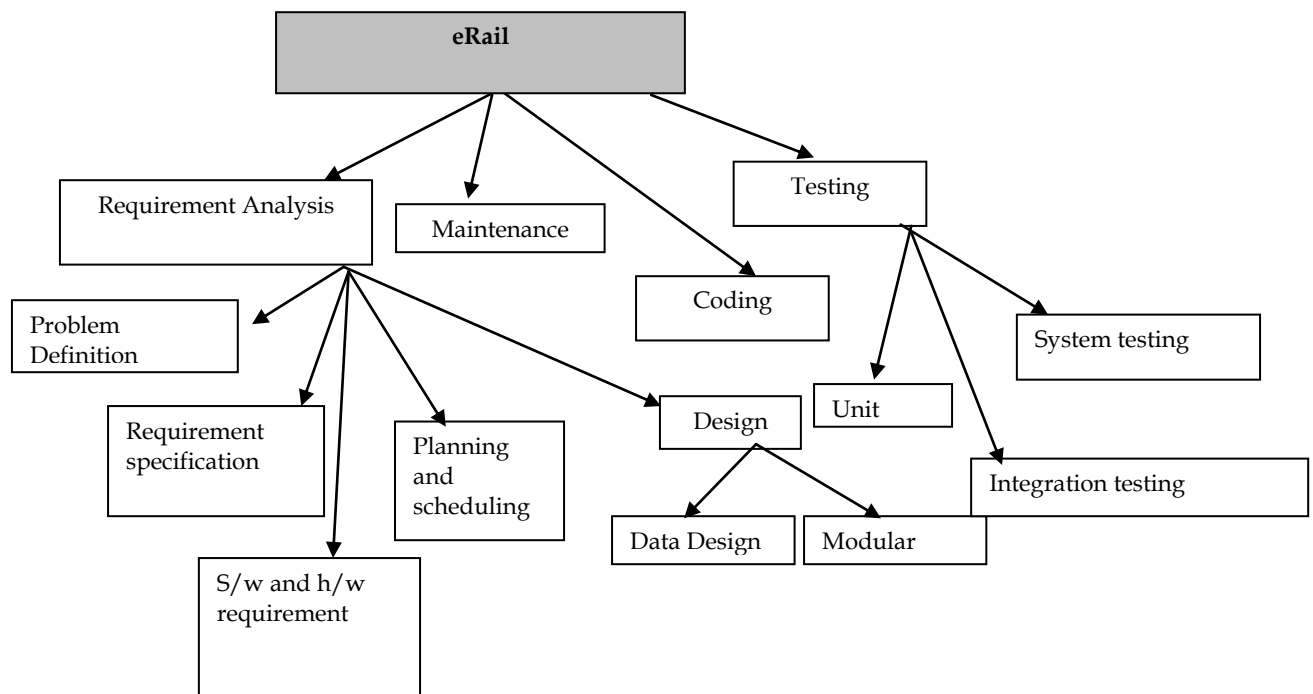 eRail
Requirement Analysis
Maintenance
Testing
Coding
Problem
Definition
System testing
Unit
Requirement
specification
Planning
and
scheduling
Design
Integration testing
Data Design
Modular
S/w and h/w
requirement